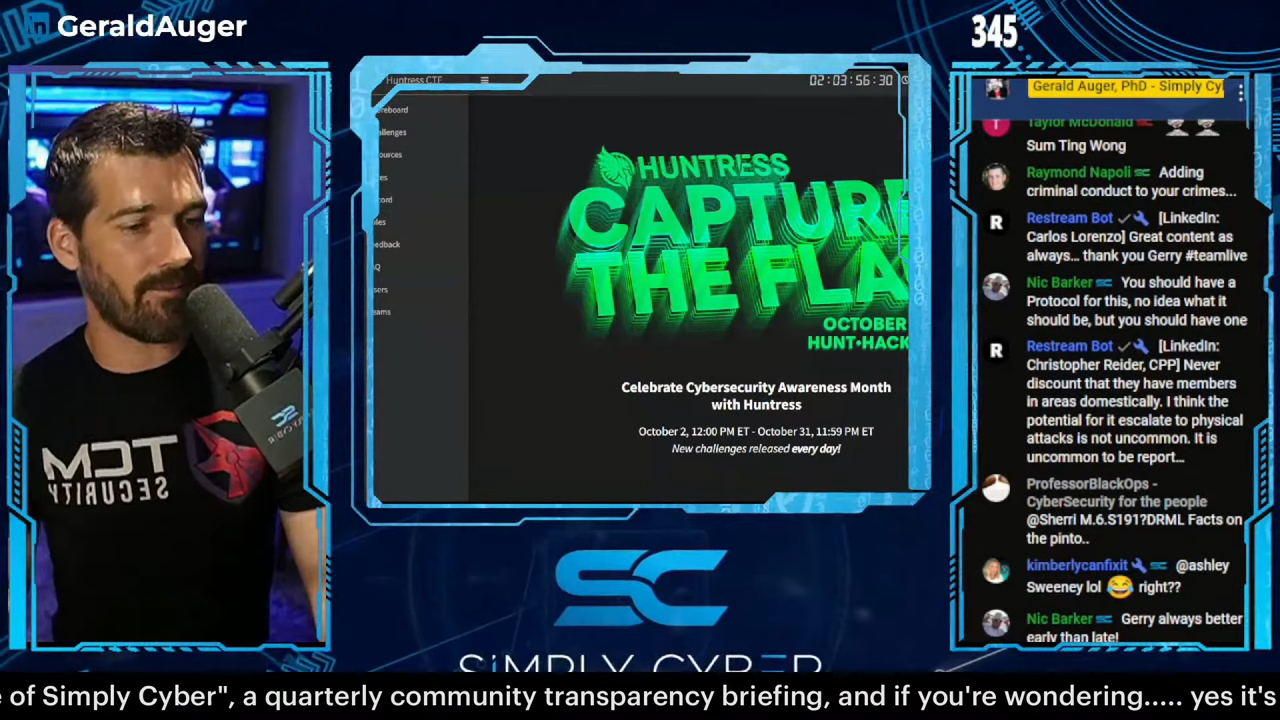 GeraldAuger
345
Huntress CTF
02:03:56:30
HUNTRESS
CAPTURE
THE FLA
OCTOBER
HUNT•HACK
Celebrate Cybersecurity Awareness Month
with Huntress
October 2, 12:00 PM ET - October 31, 11:59 PM ET
New challenges released every day!
MCT
SECURITY
SC
SIMPLY CYBER
Gerald Auger, PhD - Simply Cy
Taylor McDonald
Sum Ting Wong
Raymond Napoli Adding
criminal conduct to your crimes...
Restream Bot [LinkedIn:
Carlos Lorenzo] Great content as
always... thank you Gerry #teamlive
Nic Barker You should have a
Protocol for this, no idea what it
should be, but you should have one
Restream Bot [LinkedIn:
Christopher Reider, CPP] Never
discount that they have members
in areas domestically. I think the
potential for it escalate to physical
attacks is not uncommon. It is
uncommon to be report...
ProfessorBlackOps -
CyberSecurity for the people
@Sherri M.6.S191?DRML Facts on
the pinto..
kimberlycanfixit @ashley
Sweeney lol 😂 right??
Nic Barker Gerry always better
early than late!
e of Simply Cyber", a quarterly community transparency briefing, and if you're wondering..... yes it's